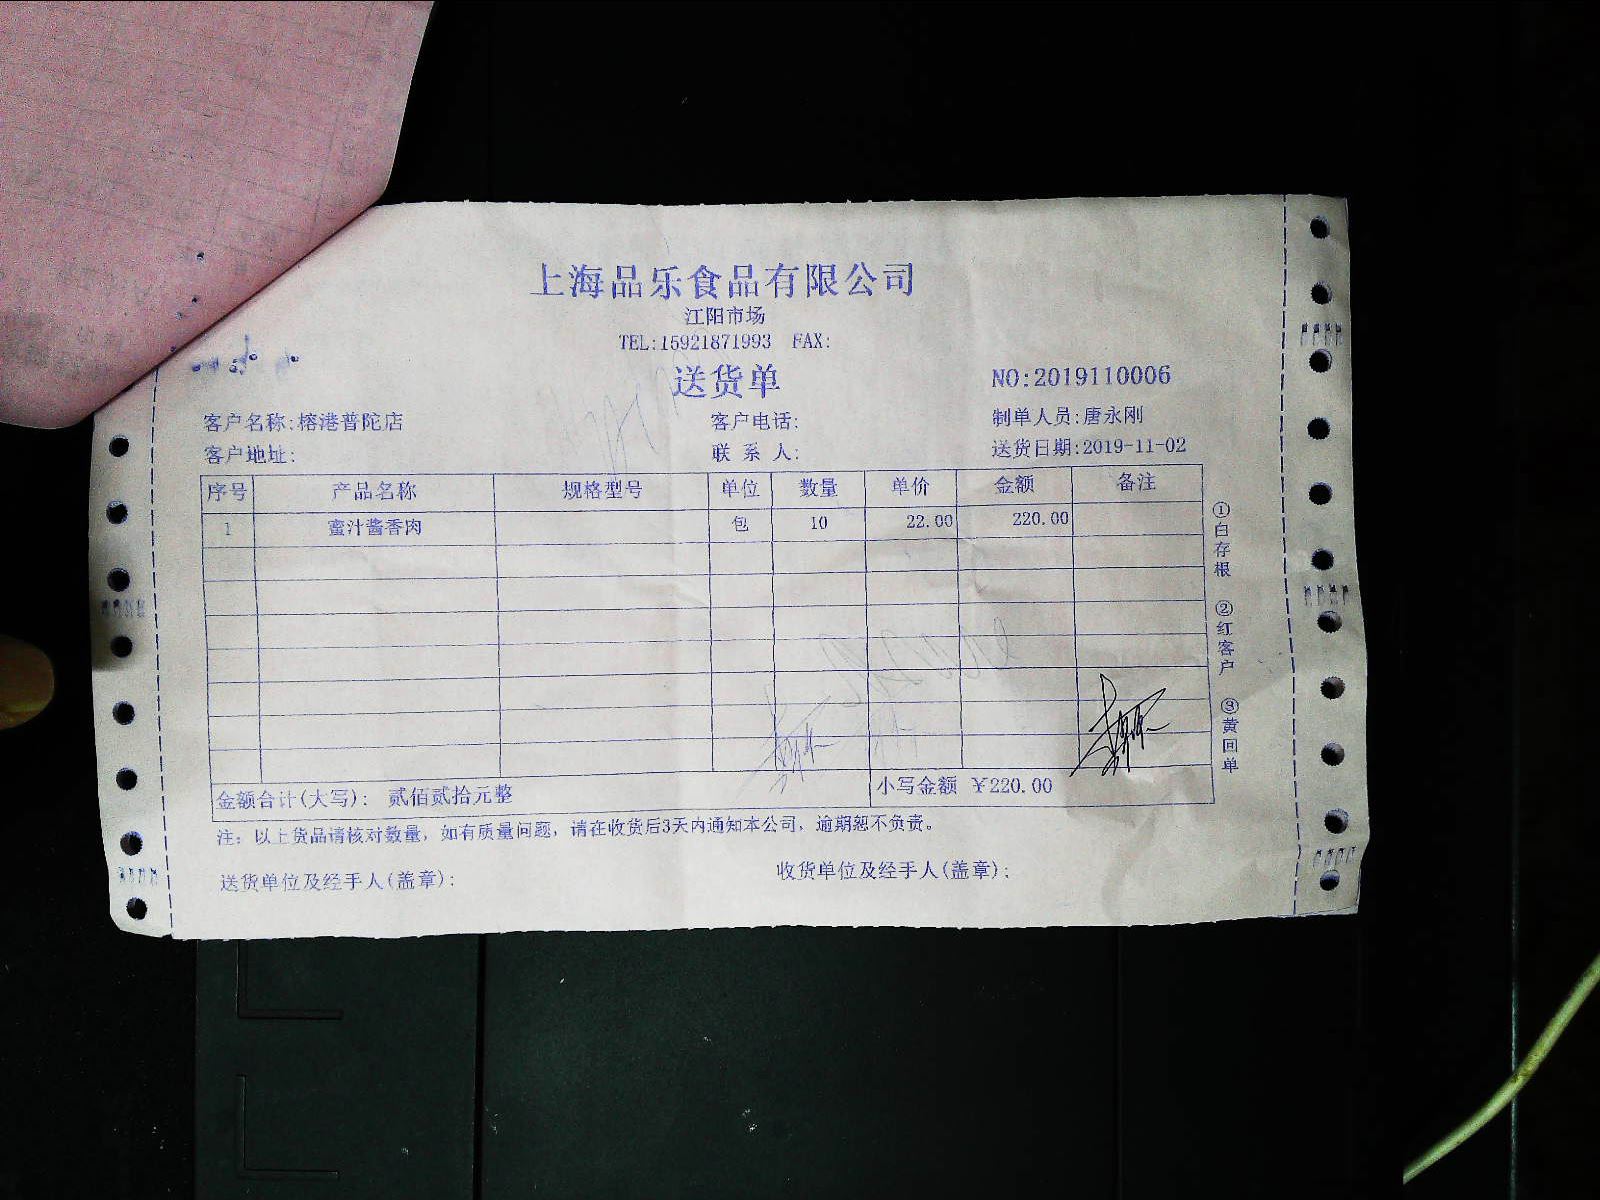 上海品乐食品有限公司
江阳市场
TEL:15921871993 FAX:
送货单
NO:2019110006
客户名称:榕港普陀店 客户电话: 制单人员:唐永刚
客户地址: 联 系 人: 送货日期:2019-11-02
序号 产品名称 规格型号 单位 数量 单价 金额 备注
1 蜜汁酱香肉 包 10 22.00 220.00
金额合计(大写): 贰佰贰拾元整 小写金额 ¥220.00
注: 以上货品请核对数量, 如有质量问题, 请在收货后3天内通知本公司, 逾期恕不负责。
送货单位及经手人(盖章): 收货单位及经手人(盖章):
①白存根 ②红客户 ③黄回单